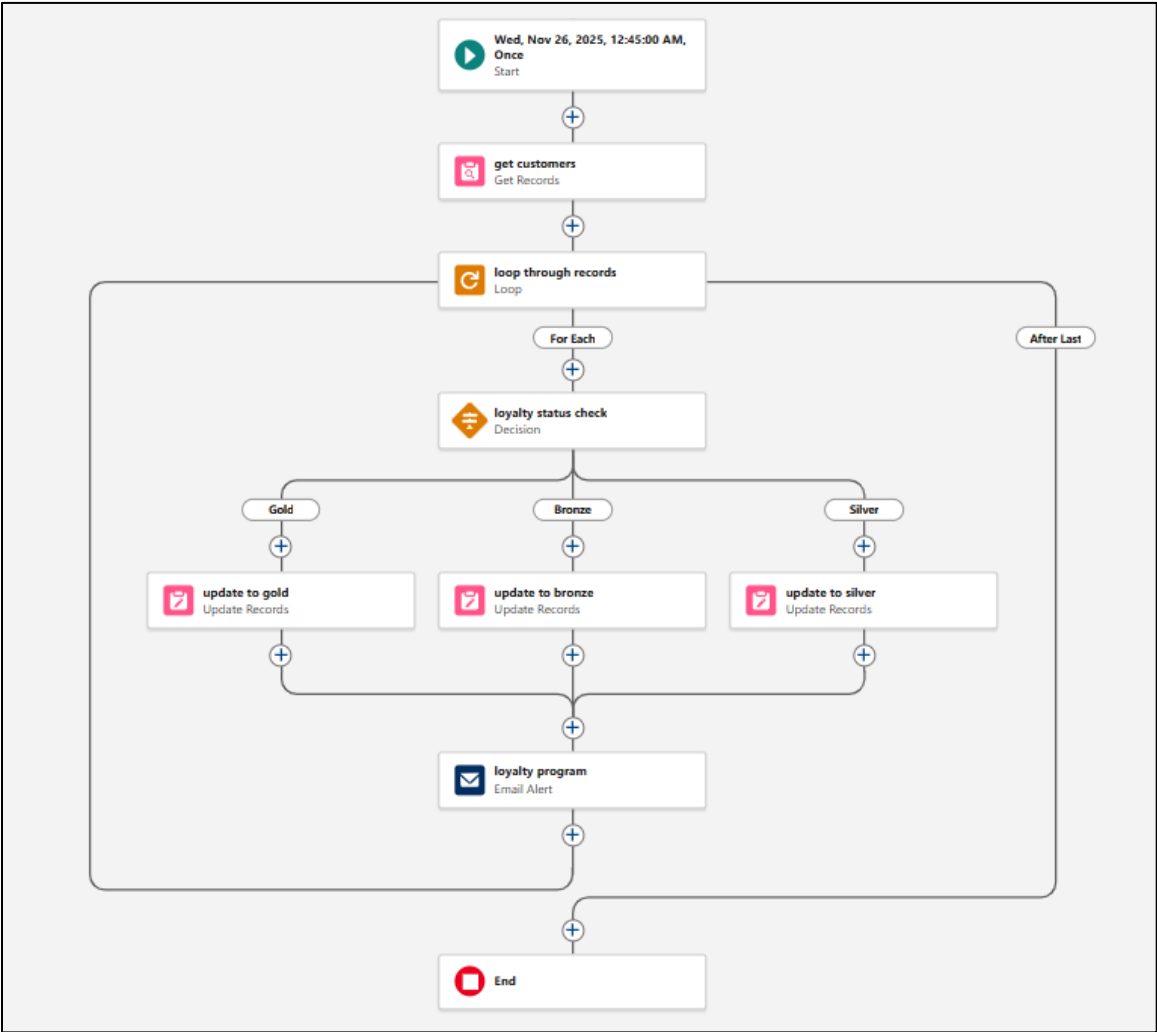 Wed, Nov 26, 2025, 12:45:00 AM,
Once
Start
get customers
Get Records
loop through records
Loop
For Each
After Last
loyalty status check
Decision
Gold
Bronze
Silver
update to gold
Update Records
update to bronze
Update Records
update to silver
Update Records
loyalty program
Email Alert
End